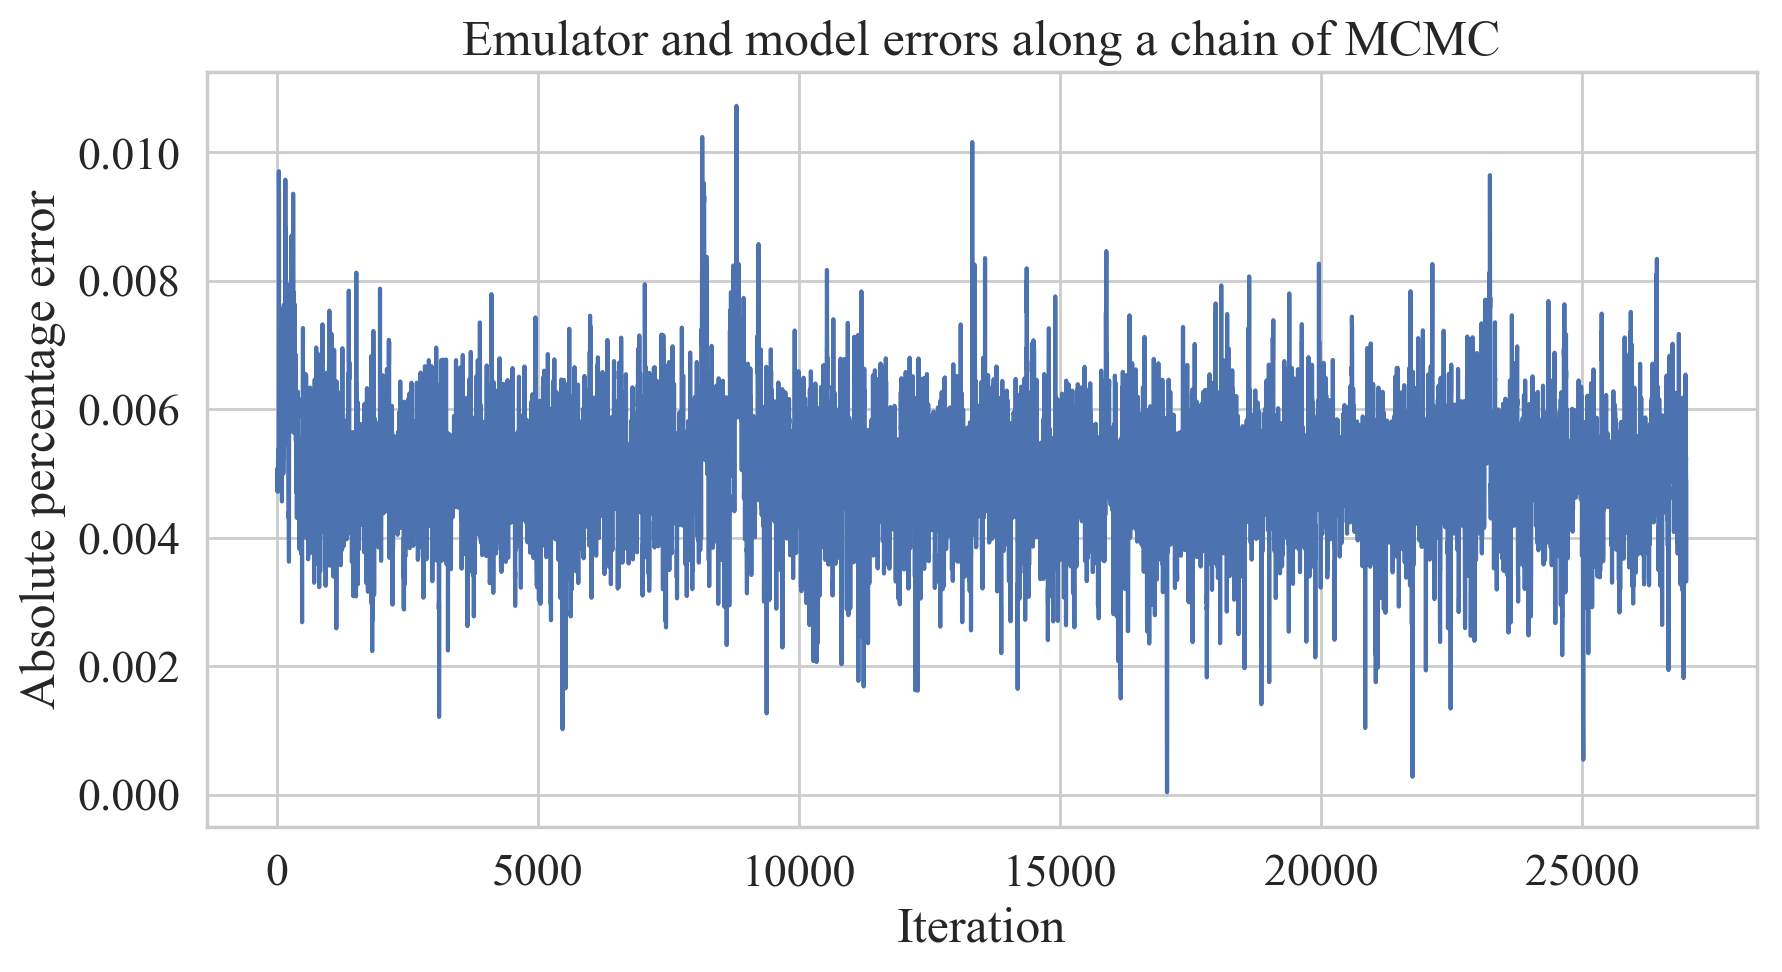 Emulator and model errors along a chain of MCMC
Absolute percentage error
0.010
0.008
0.006
0.004
0.002
0.000
0 5000 10000 15000 20000 25000
Iteration